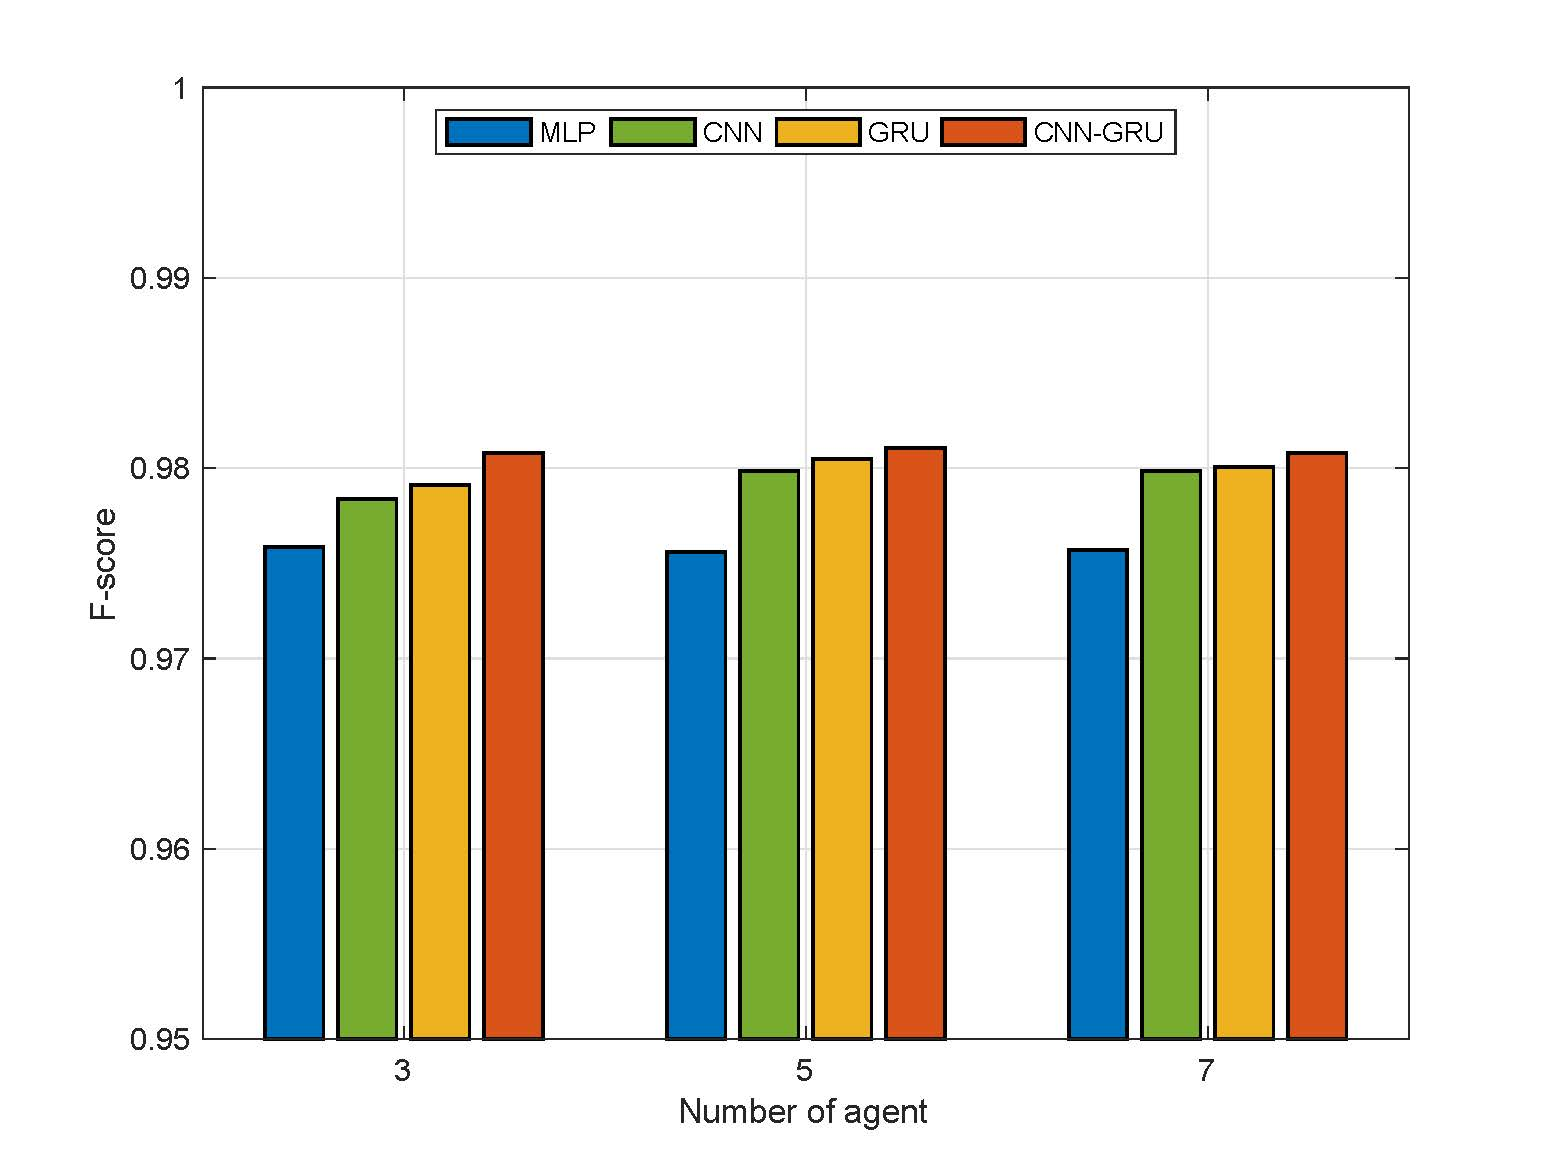 1
MLP CNN GRU CNN-GRU
0.99
0.98
0.97
0.96
0.95
F-score
3 5 7
Number of agent